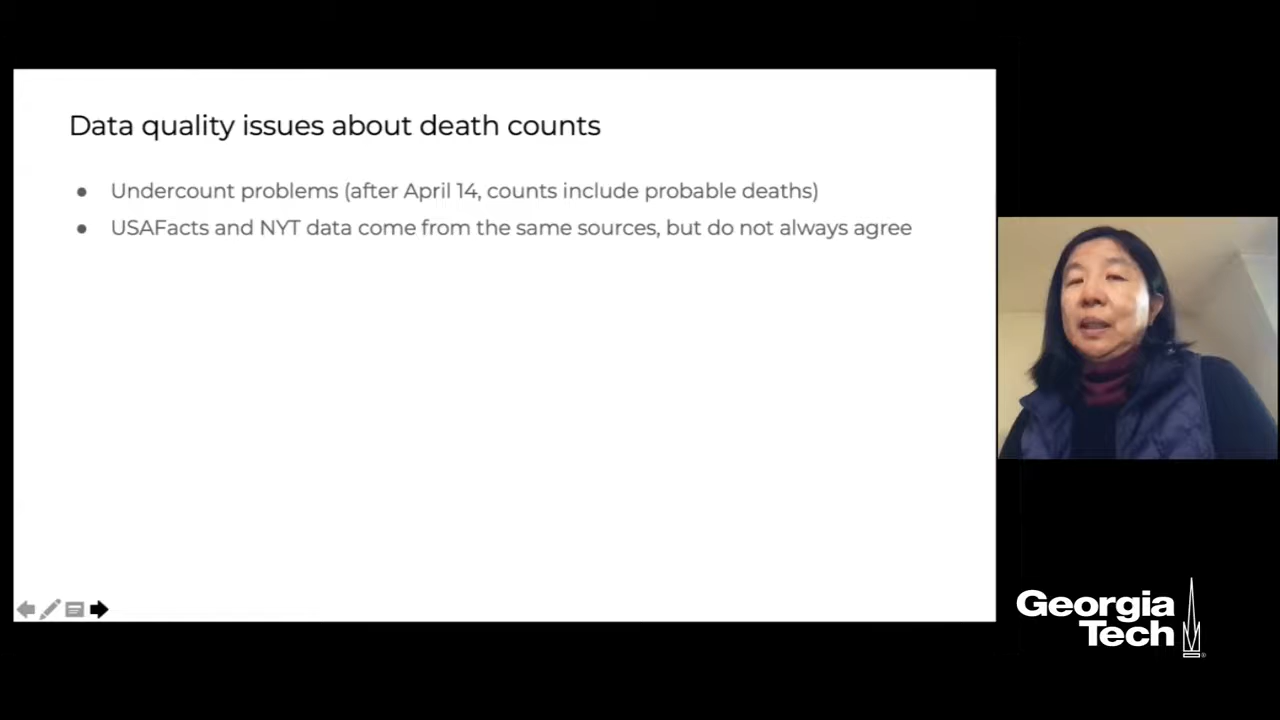 Data quality issues about death counts
● Undercount problems (after April 14, counts include probable deaths)
● USAFacts and NYT data come from the same sources, but do not always agree
Georgia
Tech